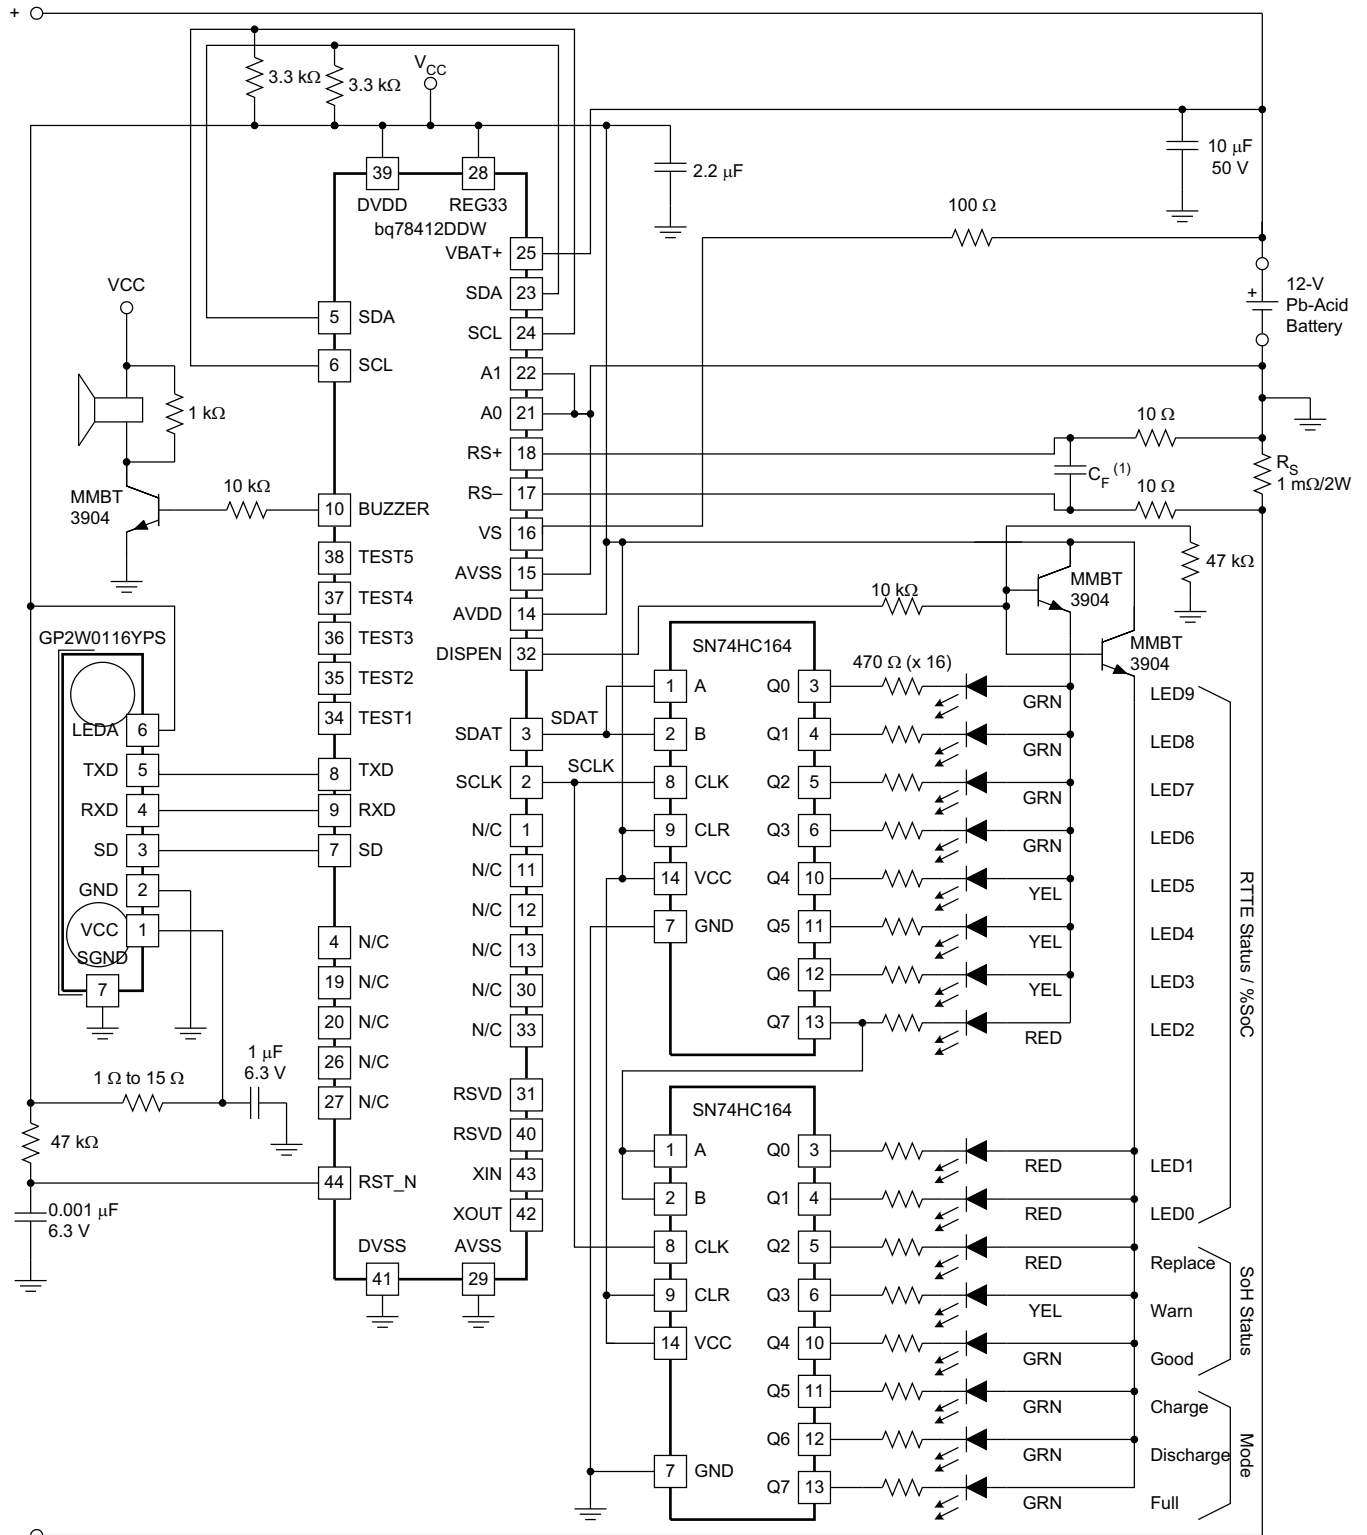 +
3.3 kΩ
3.3 kΩ
VCC
2.2 µF
10 µF
50 V
39
28
DVDD
REG33
bq78412DDW
100 Ω
VBAT+ 25
SDA 23
SCL 24
A1 22
A0 21
RS+ 18
RS– 17
VS 16
AVSS 15
AVDD 14
DISPEN 32
SDAT 3
SCLK 2
N/C 1
N/C 11
N/C 12
N/C 13
N/C 30
N/C 33
RSVD 31
RSVD 40
XIN 43
XOUT 42
5 SDA
6 SCL
10 BUZZER
38 TEST5
37 TEST4
36 TEST3
35 TEST2
34 TEST1
8 TXD
9 RXD
7 SD
4 N/C
19 N/C
20 N/C
26 N/C
27 N/C
44 RST_N
DVSS
AVSS
41
29
VCC
1 kΩ
MMBT
3904
10 kΩ
GP2W0116YPS
LEDA 6
TXD 5
RXD 4
SD 3
GND 2
VCC 1
SGND
7
1 Ω to 15 Ω
1 µF
6.3 V
47 kΩ
0.001 µF
6.3 V
+
12-V
Pb-Acid
Battery
10 Ω
CF (1)
10 Ω
RS
1 mΩ/2W
47 kΩ
10 kΩ
MMBT
3904
MMBT
3904
SDAT
SCLK
SN74HC164
470 Ω (x 16)
1 A Q0 3 GRN LED9
2 B Q1 4 GRN LED8
8 CLK Q2 5 GRN LED7
9 CLR Q3 6 GRN LED6
14 VCC Q4 10 YEL LED5
7 GND Q5 11 YEL LED4
Q6 12 YEL LED3
Q7 13 RED LED2
RTTE Status / %SoC
SN74HC164
1 A Q0 3 RED LED1
2 B Q1 4 RED LED0
8 CLK Q2 5 RED Replace
9 CLR Q3 6 YEL Warn
14 VCC Q4 10 GRN Good
Q5 11 GRN Charge
Q6 12 GRN Discharge
7 GND Q7 13 GRN Full
SoH Status
Mode